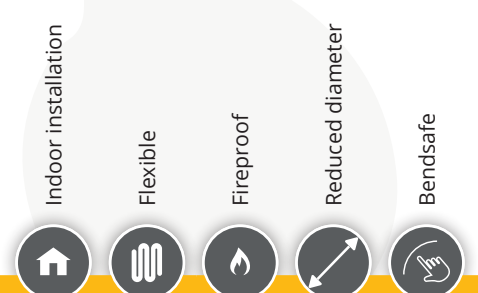 Indoor installation
Flexible
Fireproof
Reduced diameter
Bendsafe